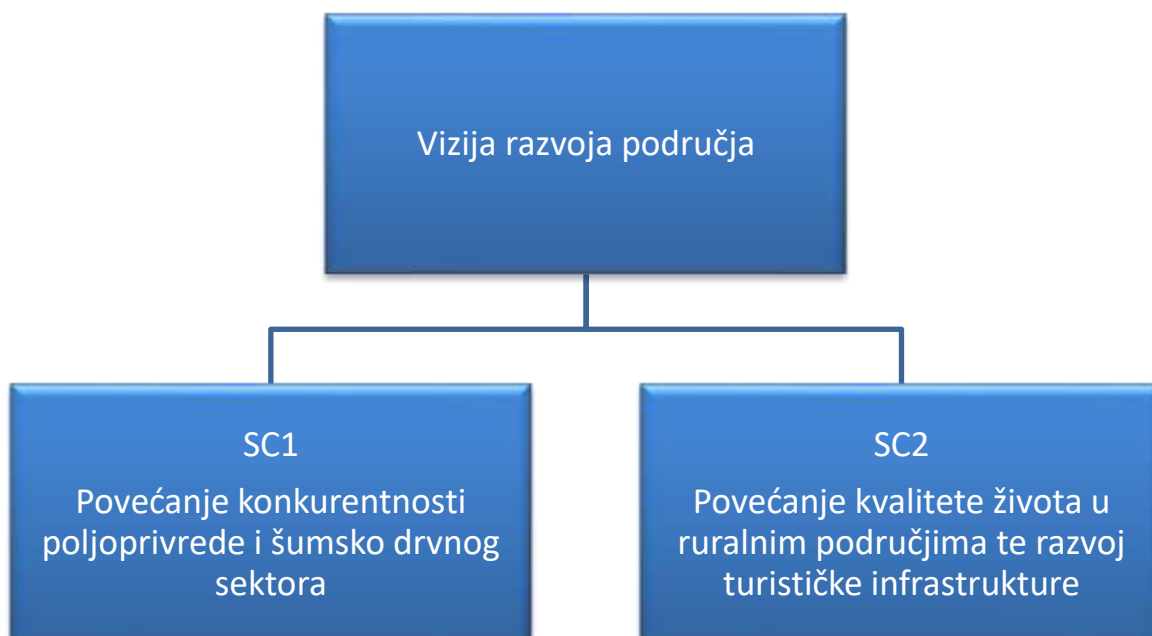 Vizija razvoja područja
SC1
Povećanje konkurentnosti
poljoprivrede i šumsko drvnog
sektora
SC2
Povećanje kvalitete života u
ruralnim područjima te razvoj
turističke infrastrukture